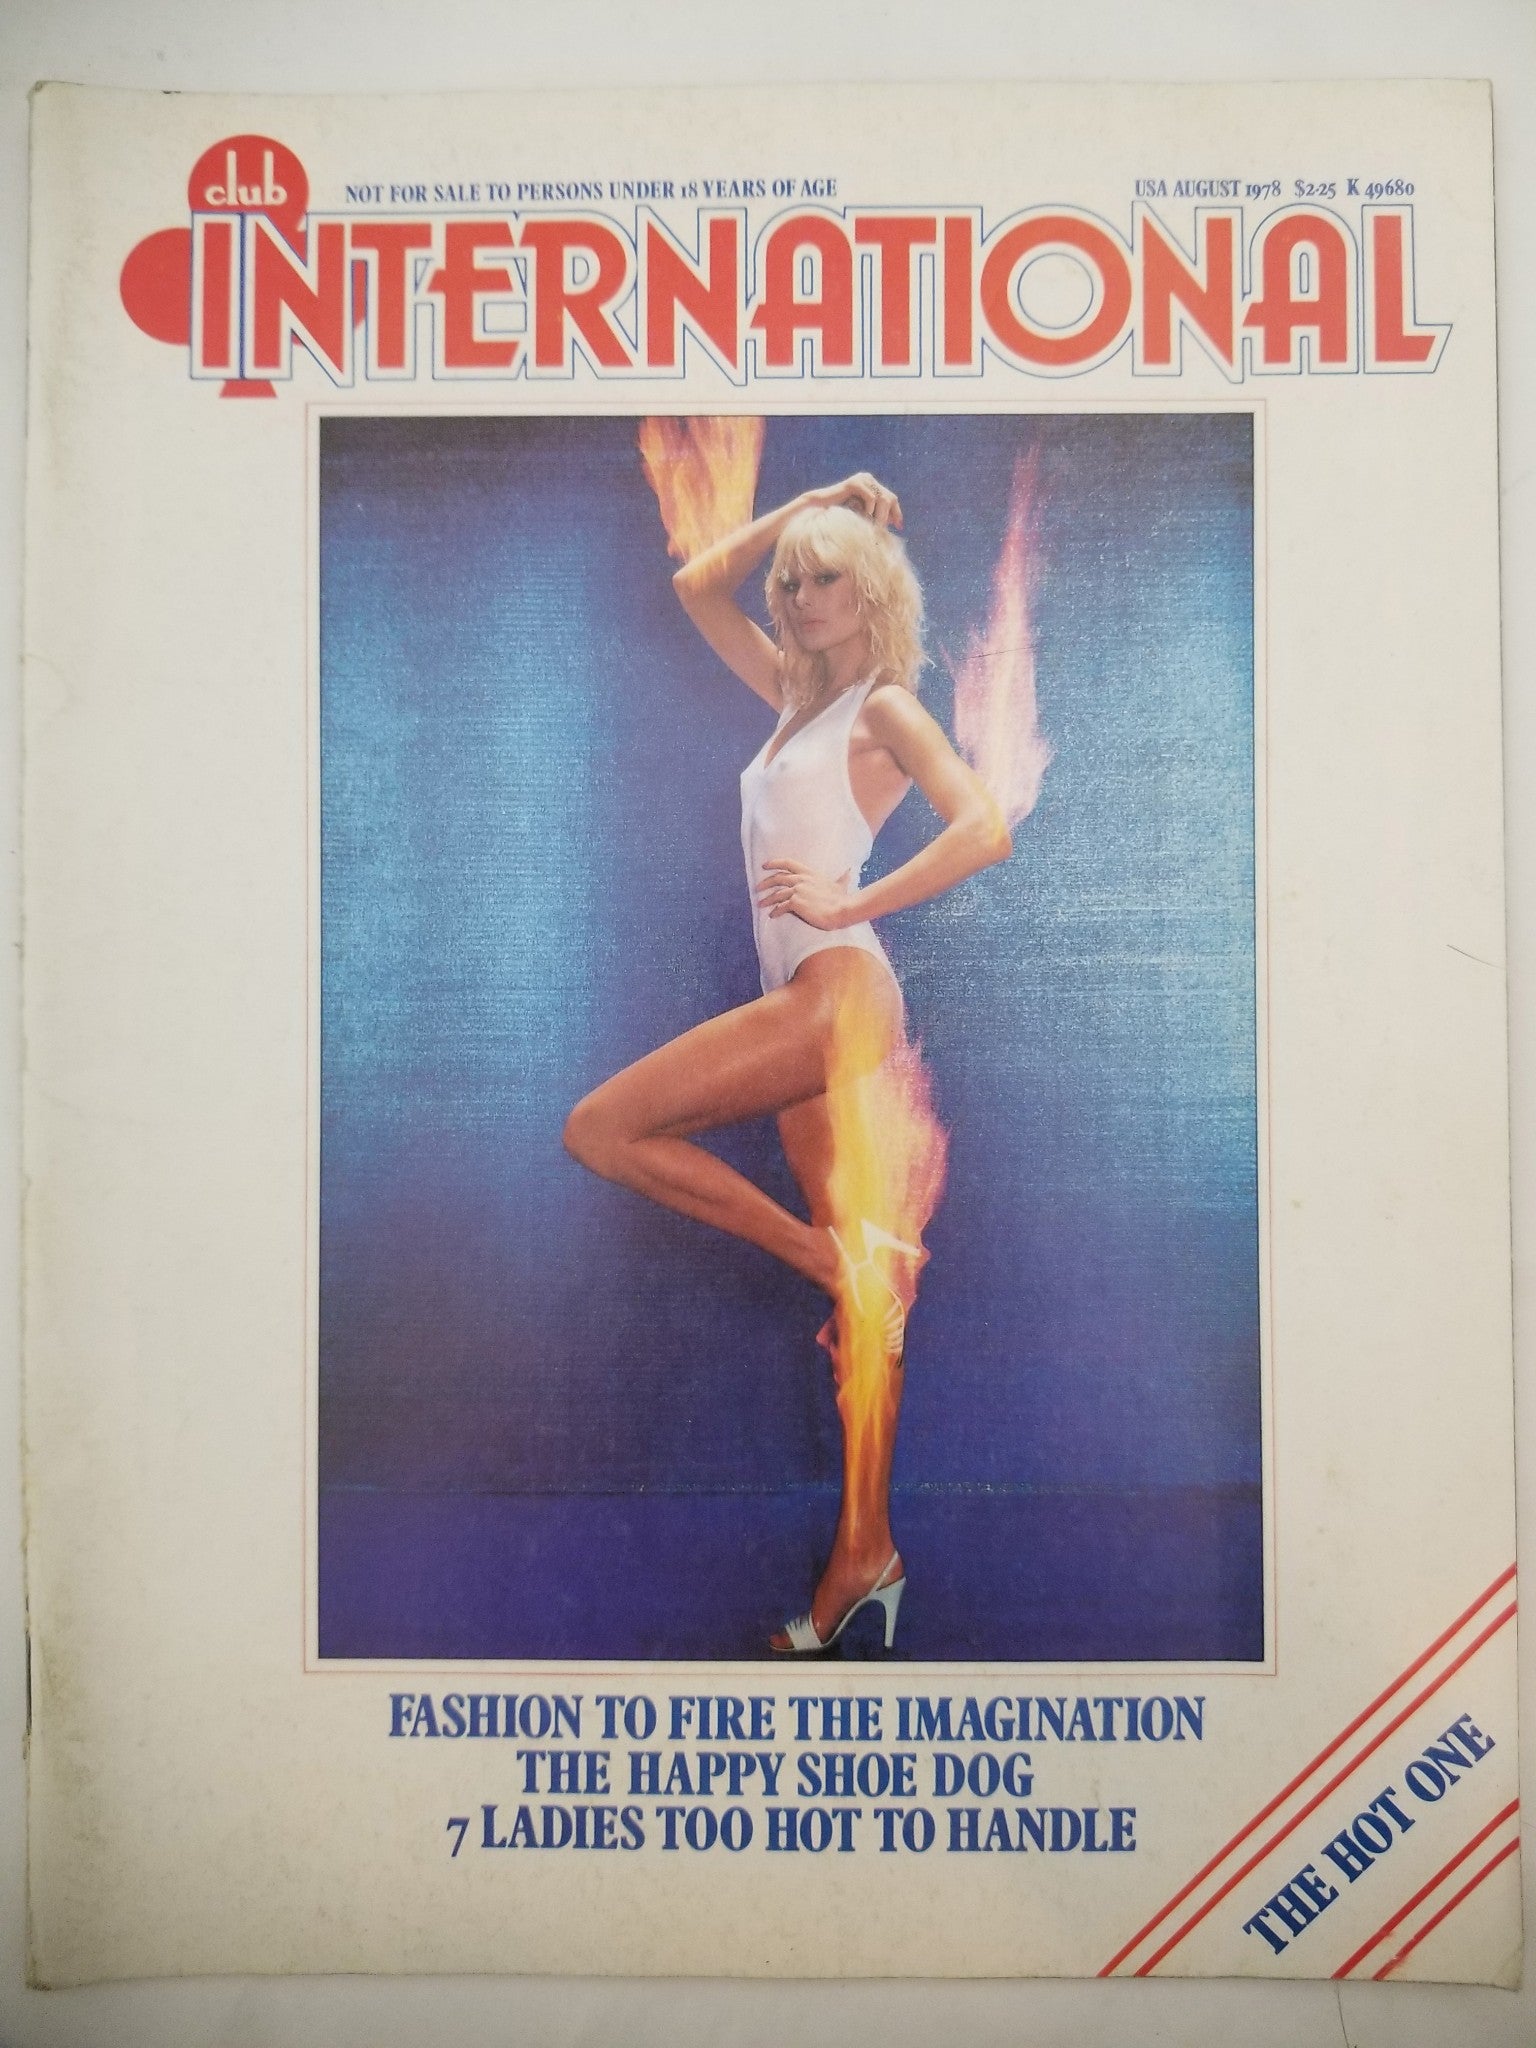 club
NOT FOR SALE TO PERSONS UNDER 18 YEARS OF AGE
USA AUGUST 1978 $2·25 K 49680
INTERNATIONAL
FASHION TO FIRE THE IMAGINATION
THE HAPPY SHOE DOG
7 LADIES TOO HOT TO HANDLE
THE HOT ONE